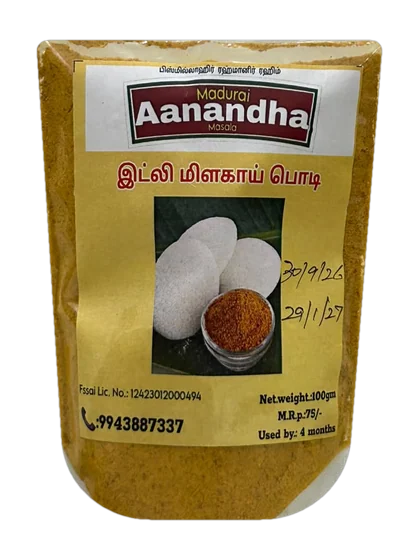 பிஸ்மில்லாஹிர் ரஹ்மானிர் ரஹிம்
Madurai
Aanandha
Masala
இட்லி மிளகாய் பொடி
30/9/26
29/1/27
Fssai Lic. No.: 12423012000494
:9943887337
Net.weight:100gm
M.R.p:75/-
Used by: 4 months